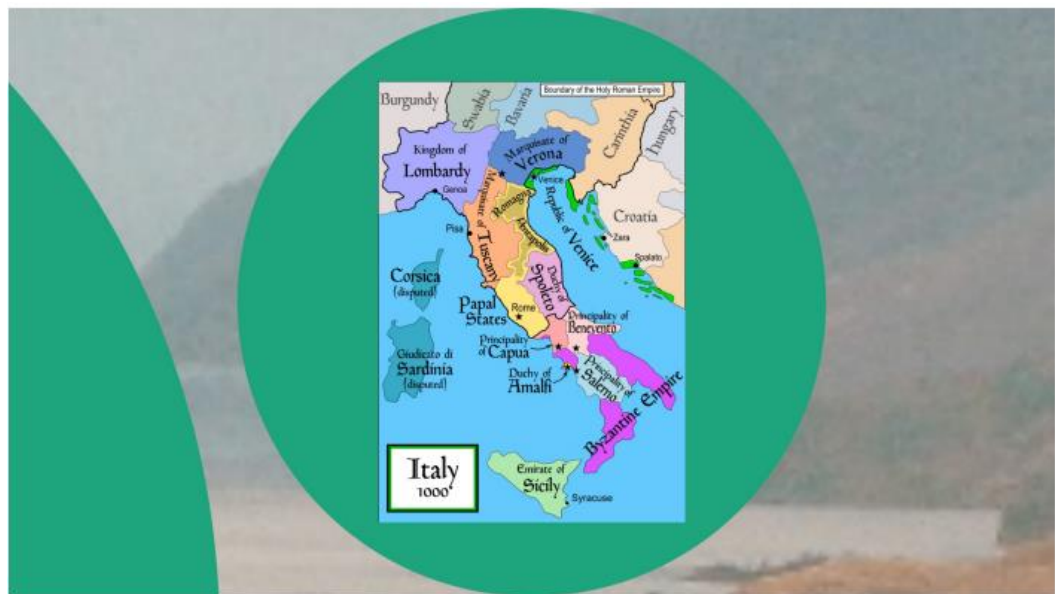 Boundary of the Holy Roman Empire
Burgundy
Swabia
Bavaria
Carinthia
Hungary
Kingdom of
Lombardy
Marquisate of
Verona
Genoa
Venice
Marquisate of
Tuscany
Romagna
Republic of
Venice
Croatia
Pisa
Pentapolis
Zara
Spalato
Corsica
(disputed)
Duchy of
Spoleto
Papal
States
Rome
Principality of
Benevento
Principality
of Capua
Giudicato di
Sardinia
(disputed)
Duchy of
Amalfi
Principality of
Salerno
Byzantine Empire
Italy
1000
Emirate of
Sicily
Syracuse